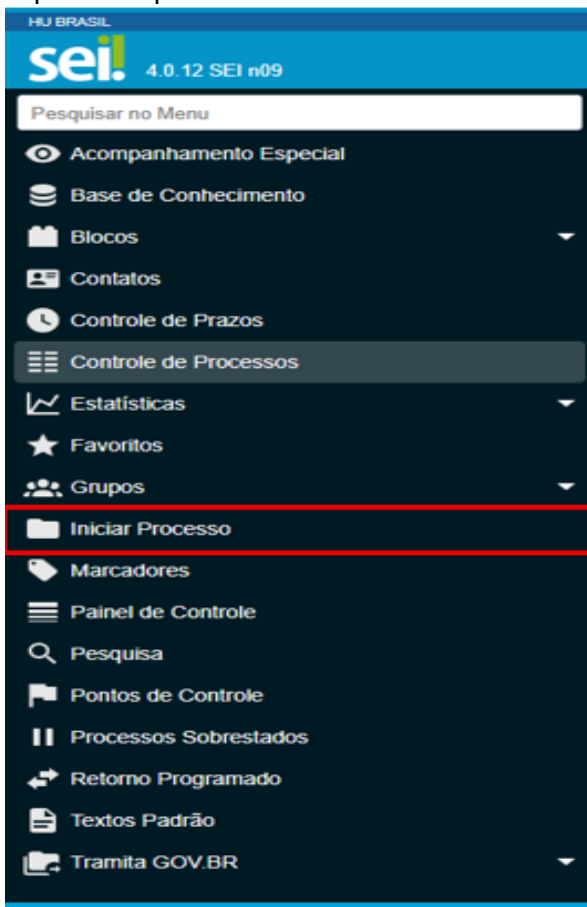 HU BRASIL
sei! 4.0.12 SEI n09
Pesquisar no Menu
Acompanhamento Especial
Base de Conhecimento
Blocos
Contatos
Controle de Prazos
Controle de Processos
Estatísticas
Favoritos
Grupos
Iniciar Processo
Marcadores
Painel de Controle
Pesquisa
Pontos de Controle
Processos Sobrestados
Retorno Programado
Textos Padrão
Tramita GOV.BR